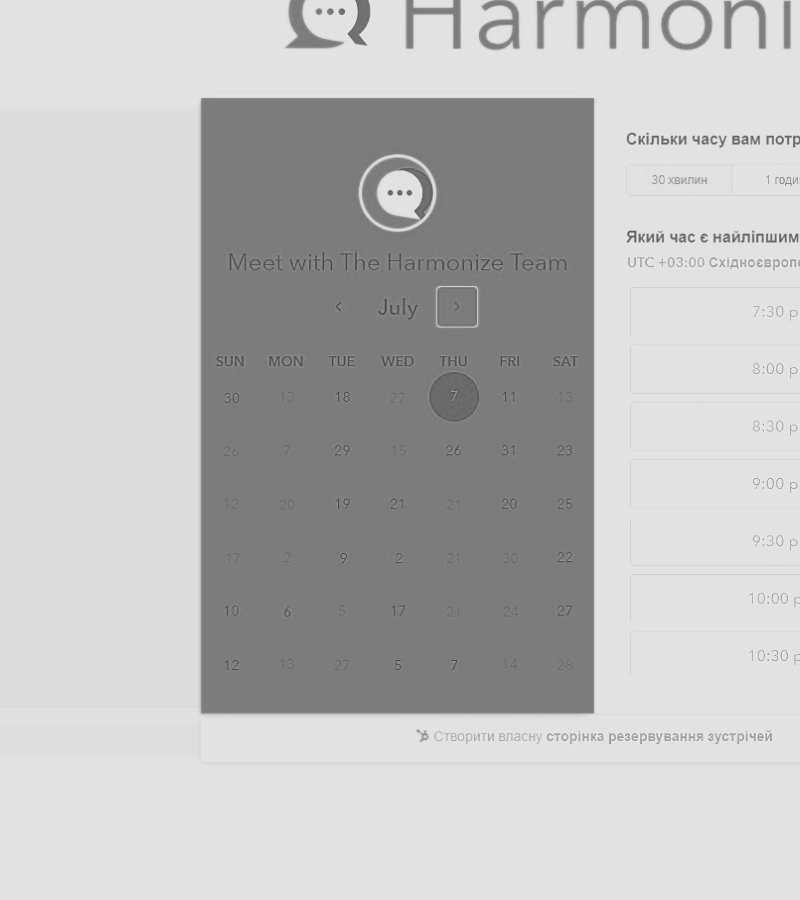 Harmoni
Скільки часу вам потр
30 хвилин
1 годи
Meet with The Harmonize Team
Який час є найліпшим
UTC +03:00 Східноєвропе
July
SUN MON TUE WED THU FRI SAT
30 13 18 27 7 11 13
26 7 29 15 26 31 23
12 20 19 21 21 20 25
17 2 9 2 21 30 22
10 6 5 17 21 24 27
12 13 27 5 7 14 28
7:30 p
8:00 p
8:30 p
9:00 p
9:30 p
10:00 p
10:30 p
Створити власну сторінка резервування зустрічей